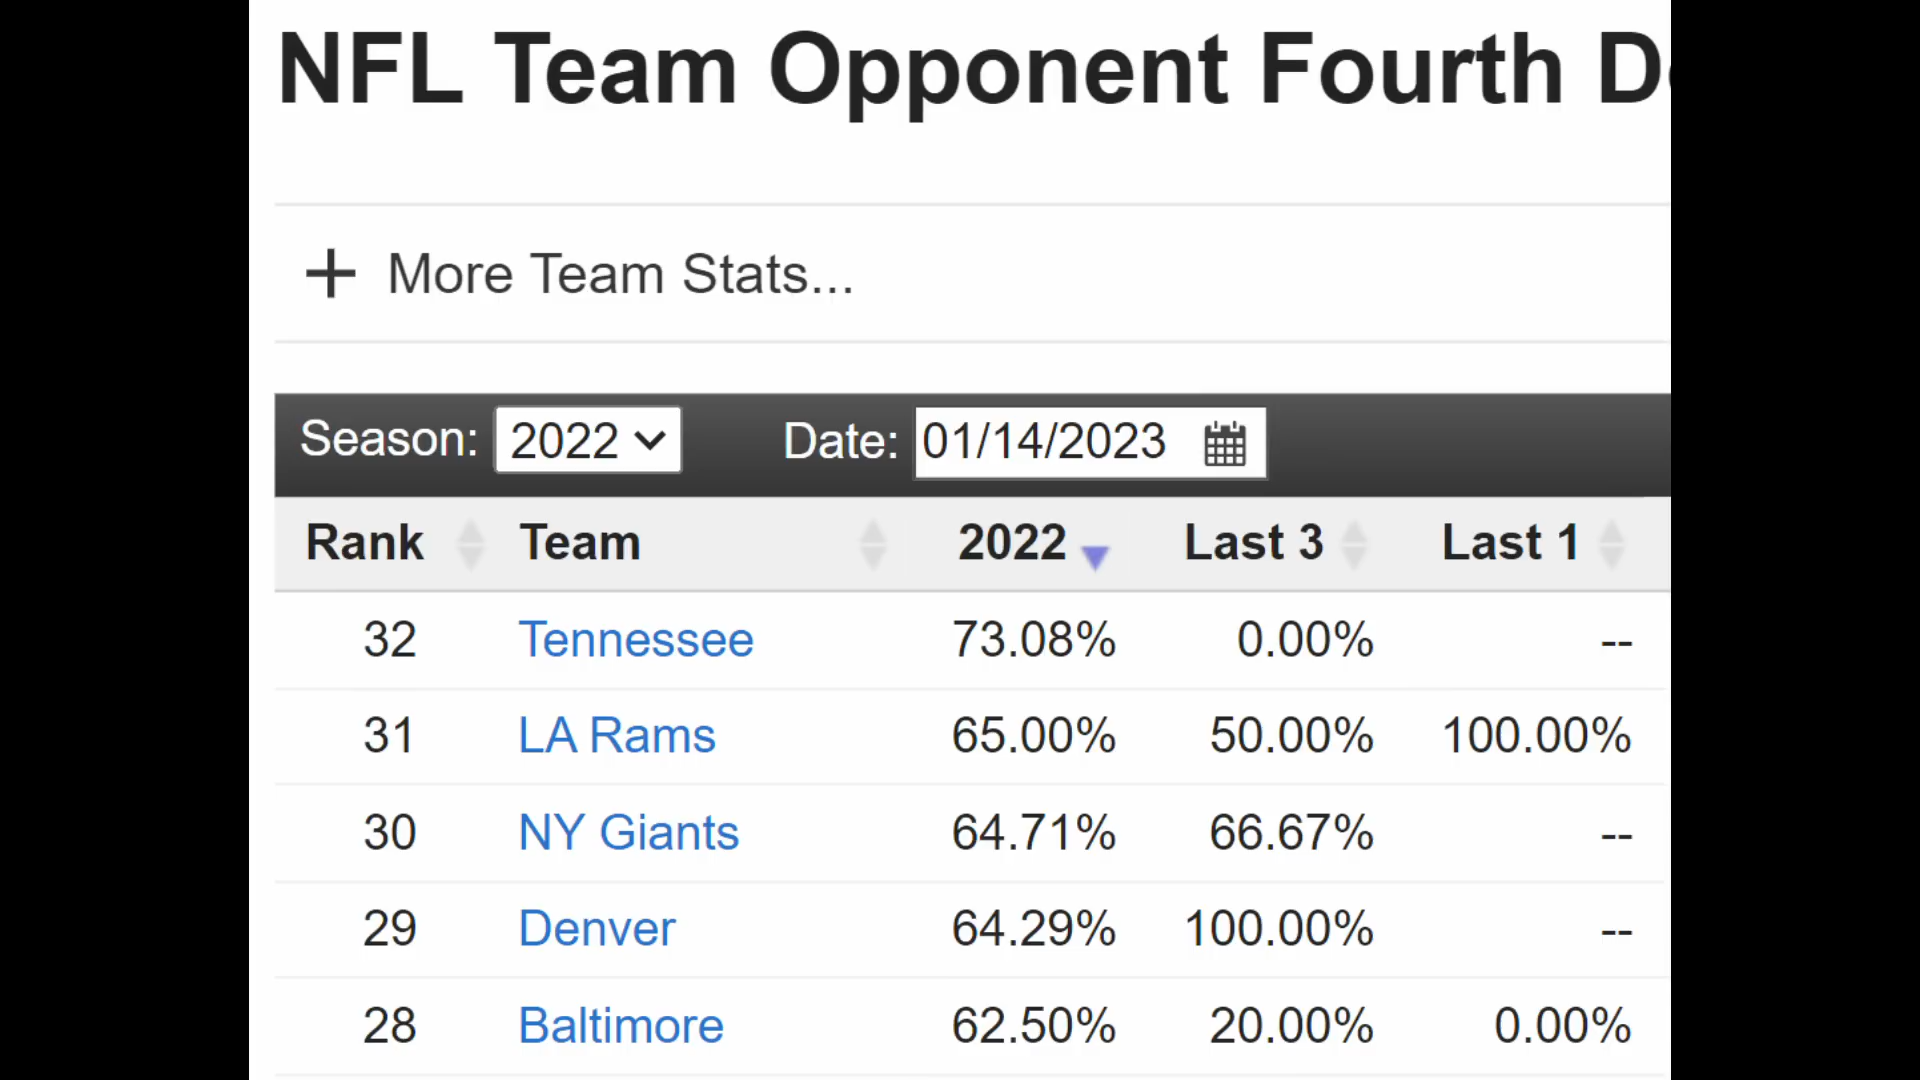 NFL Team Opponent Fourth
More Team Stats...
Season: 2022 Date: 01/14/2023
Rank Team 2022 Last 3 Last 1
32 Tennessee 73.08% 0.00% --
31 LA Rams 65.00% 50.00% 100.00%
30 NY Giants 64.71% 66.67% --
29 Denver 64.29% 100.00% --
28 Baltimore 62.50% 20.00% 0.00%